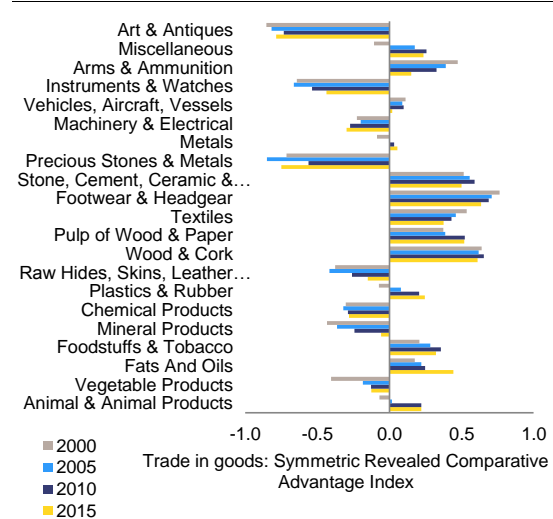 Art & Antiques
Miscellaneous
Arms & Ammunition
Instruments & Watches
Vehicles, Aircraft, Vessels
Machinery & Electrical
Metals
Precious Stones & Metals
Stone, Cement, Ceramic &…
Footwear & Headgear
Textiles
Pulp of Wood & Paper
Wood & Cork
Raw Hides, Skins, Leather…
Plastics & Rubber
Chemical Products
Mineral Products
Foodstuffs & Tobacco
Fats And Oils
Vegetable Products
Animal & Animal Products
-1.0 -0.5 0.0 0.5 1.0
2000
2005
2010
2015
Trade in goods: Symmetric Revealed Comparative
Advantage Index